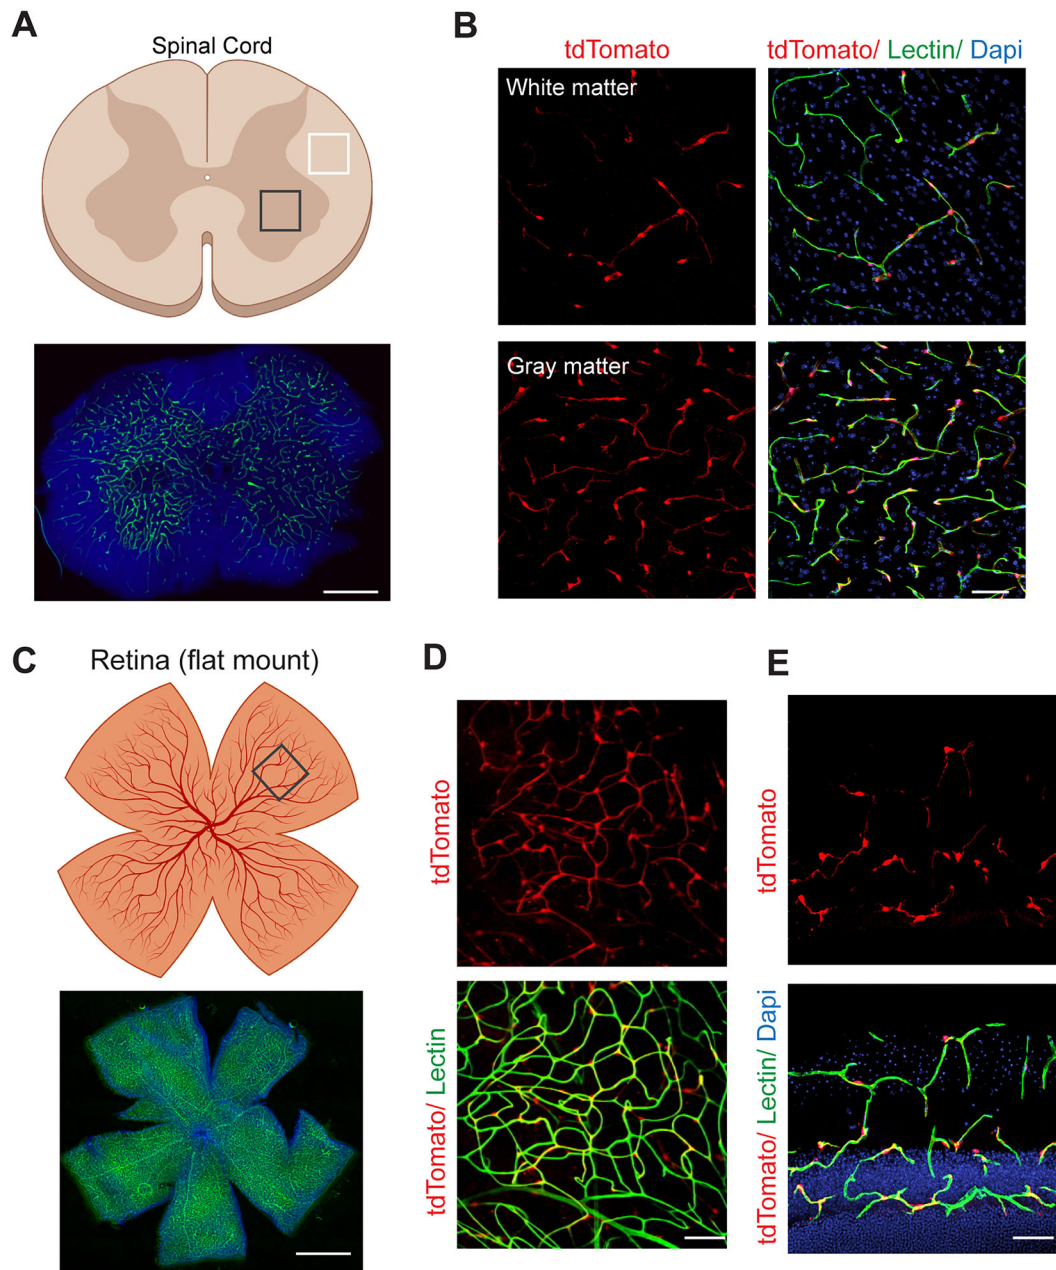 A
Spinal Cord
B
tdTomato
tdTomato/ Lectin/ Dapi
White matter
Gray matter
C
Retina (flat mount)
D
tdTomato
tdTomato/ Lectin
E
tdTomato
tdTomato/ Lectin/ Dapi